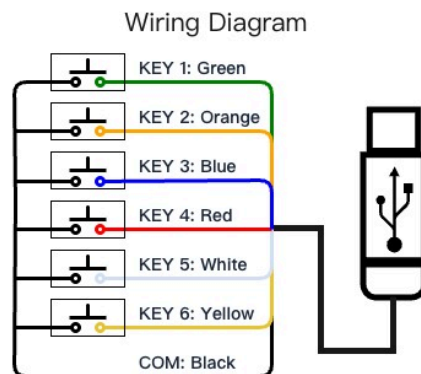 Wiring Diagram
KEY 1: Green
KEY 2: Orange
KEY 3: Blue
KEY 4: Red
KEY 5: White
KEY 6: Yellow
COM: Black